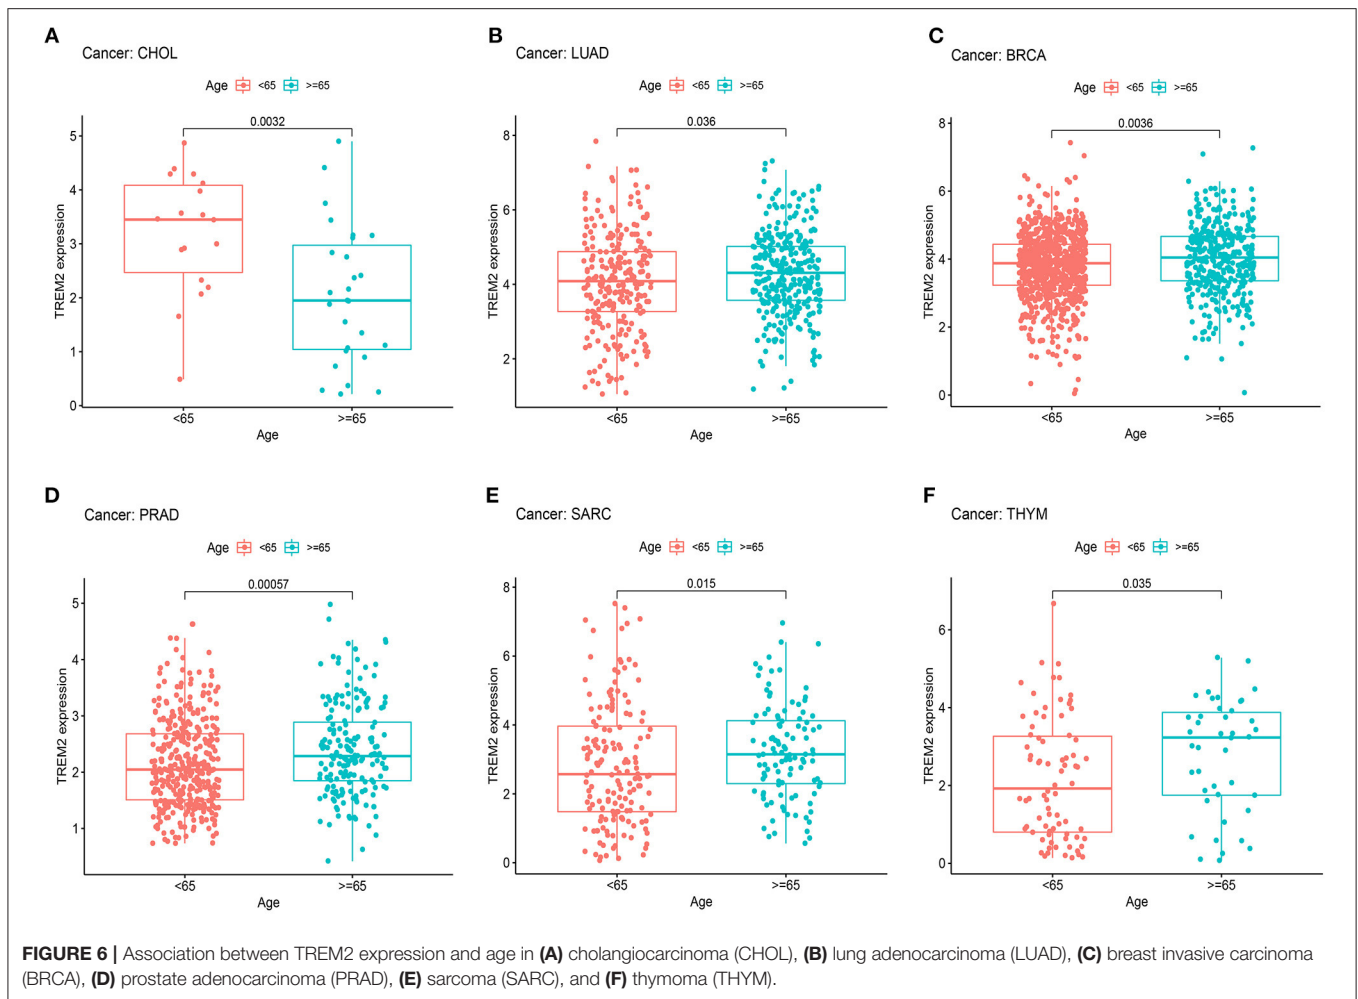 A
Cancer: CHOL
Age <65 >=65
0.0032
5
4
3
2
1
0
TREM2 expression
<65 >=65
Age
B
Cancer: LUAD
Age <65 >=65
0.036
8
6
4
2
TREM2 expression
<65 >=65
Age
C
Cancer: BRCA
Age <65 >=65
0.0036
8
6
4
2
0
TREM2 expression
<65 >=65
Age
D
Cancer: PRAD
Age <65 >=65
0.00057
5
4
3
2
1
TREM2 expression
<65 >=65
Age
E
Cancer: SARC
Age <65 >=65
0.015
8
6
4
2
0
TREM2 expression
<65 >=65
Age
F
Cancer: THYM
Age <65 >=65
0.035
6
4
2
0
TREM2 expression
<65 >=65
Age
FIGURE 6 | Association between TREM2 expression and age in (A) cholangiocarcinoma (CHOL), (B) lung adenocarcinoma (LUAD), (C) breast invasive carcinoma
(BRCA), (D) prostate adenocarcinoma (PRAD), (E) sarcoma (SARC), and (F) thymoma (THYM).